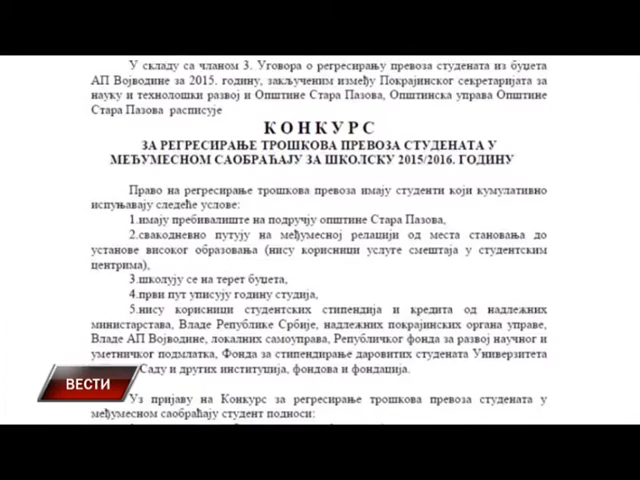 У складу са чланом 3. Уговора о регресирању превоза студената из буџета
АП Војводине за 2015. годину, закљученим између Покрајинског секретаријата за
науку и технолошки развој и Општине Стара Пазова, Општинска управа Општине
Стара Пазова расписује
К О Н К У Р С
ЗА РЕГРЕСИРАЊЕ ТРОШКОВА ПРЕВОЗА СТУДЕНАТА У
МЕЂУМЕСНОМ САОБРАЋАЈУ ЗА ШКОЛСКУ 2015/2016. ГОДИНУ
Право на регресирање трошкова превоза имају студенти који кумулативно
испуњавају следеће услове:
1.имају пребивалиште на подручју општине Стара Пазова,
2.свакодневно путују на међумесној релацији од места становања до
установе високог образовања (нису корисници услуге смештаја у студентским
центрима),
3.школују се на терет буџета,
4.први пут уписују годину студија,
5.нису корисници студентских стипендија и кредита од надлежних
министарстава, Владе Републике Србије, надлежних покрајинских органа управе,
Владе АП Војводине, локалних самоуправа, Републичког фонда за развој научног и
уметничког подмлатка, Фонда за стипендирање даровитих студената Универзитета
Саду и других институција, фондова и фондација.
ВЕСТИ
Уз пријаву на Конкурс за регресирање трошкова превоза студената у
међумесном саобраћају студент подноси: